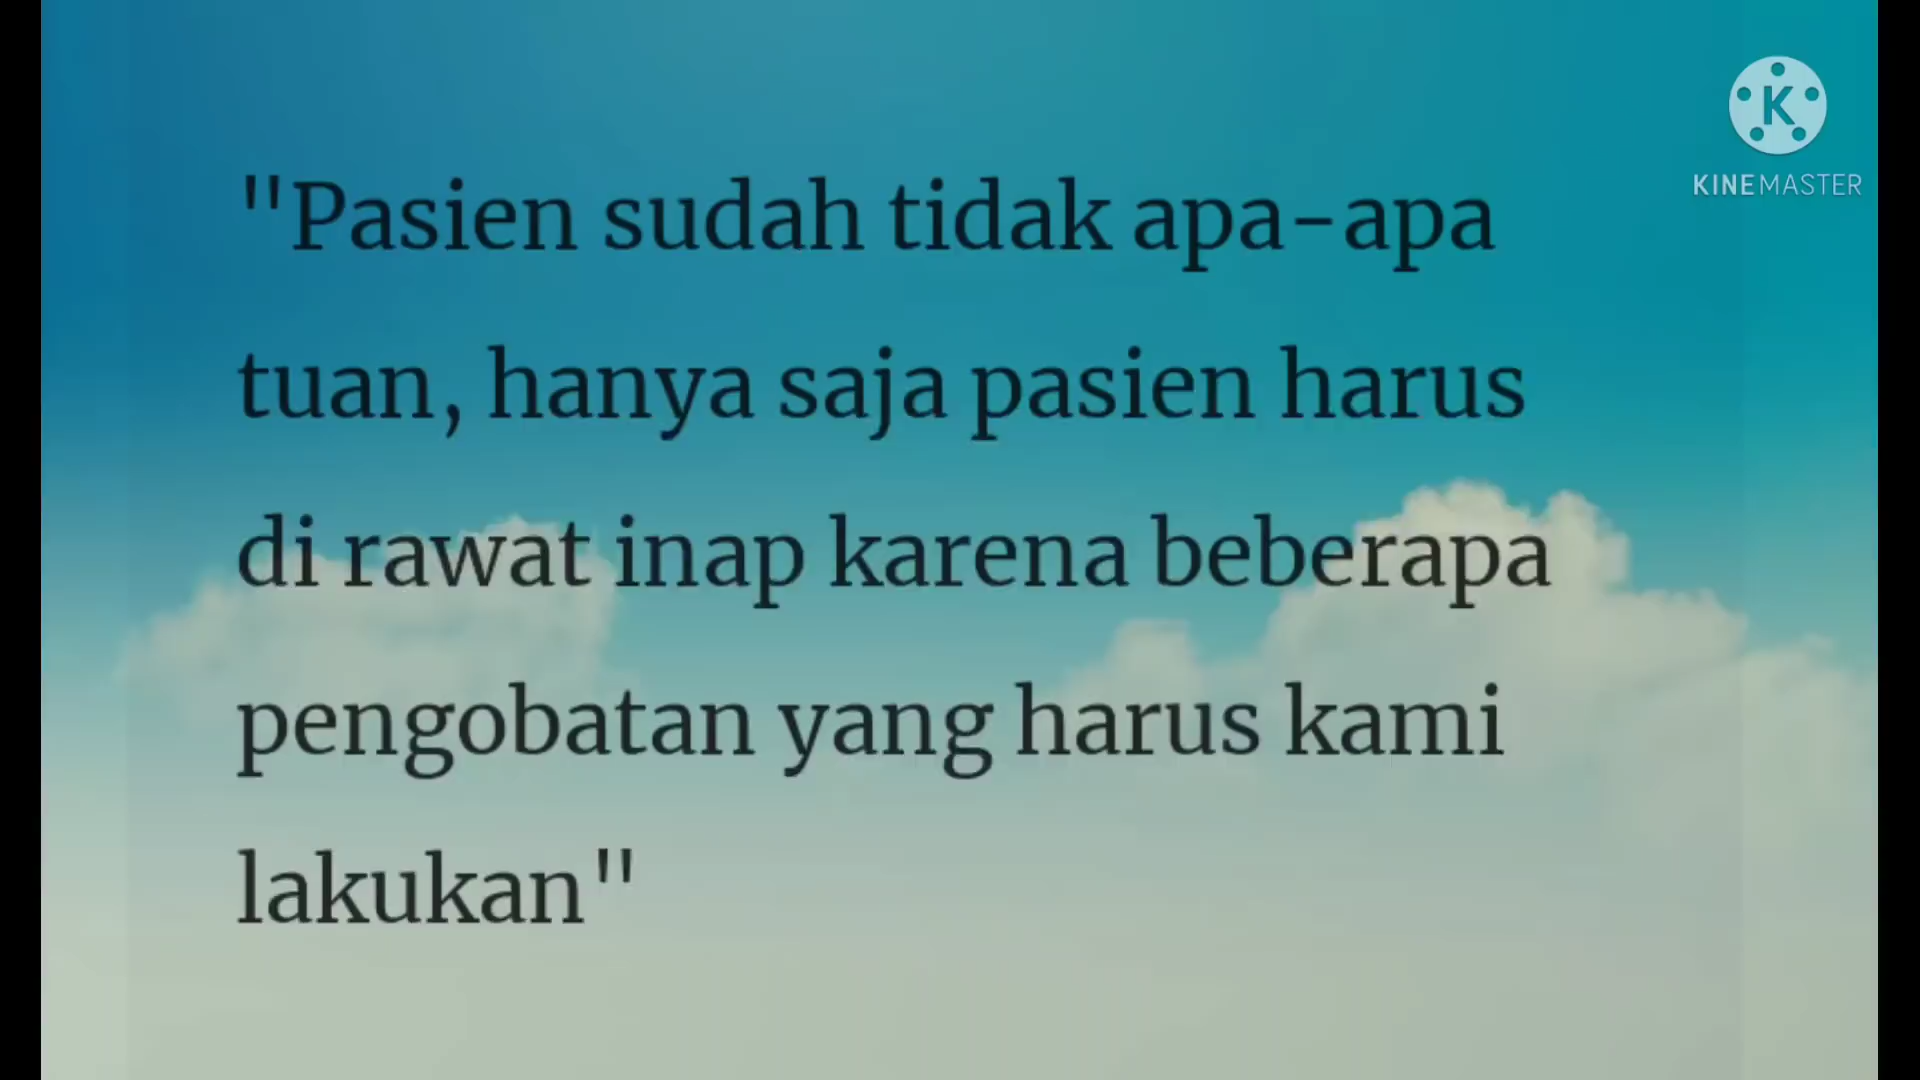 "Pasien sudah tidak apa-apa
tuan, hanya saja pasien harus
di rawat inap karena beberapa
pengobatan yang harus kami
lakukan"
K
KINEMASTER